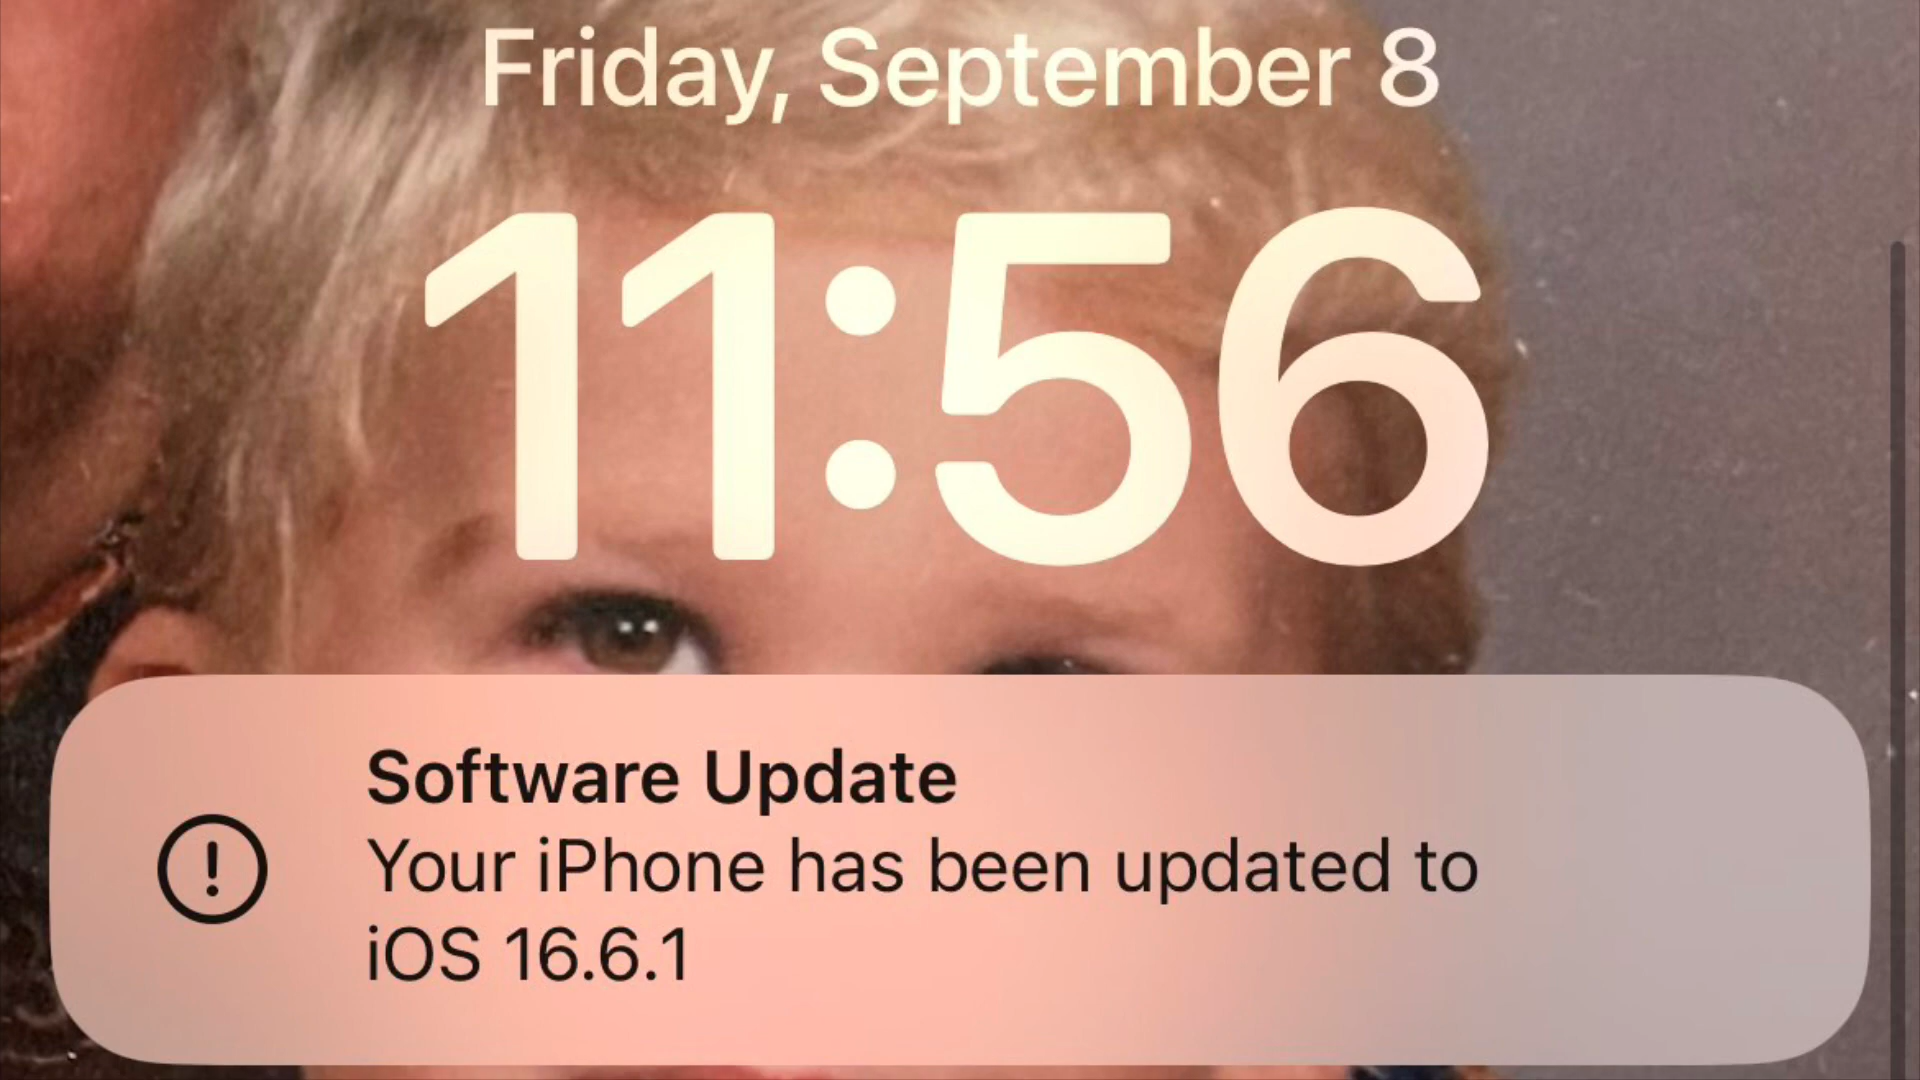 Friday, September 8
11:56
Software Update
Your iPhone has been updated to
iOS 16.6.1